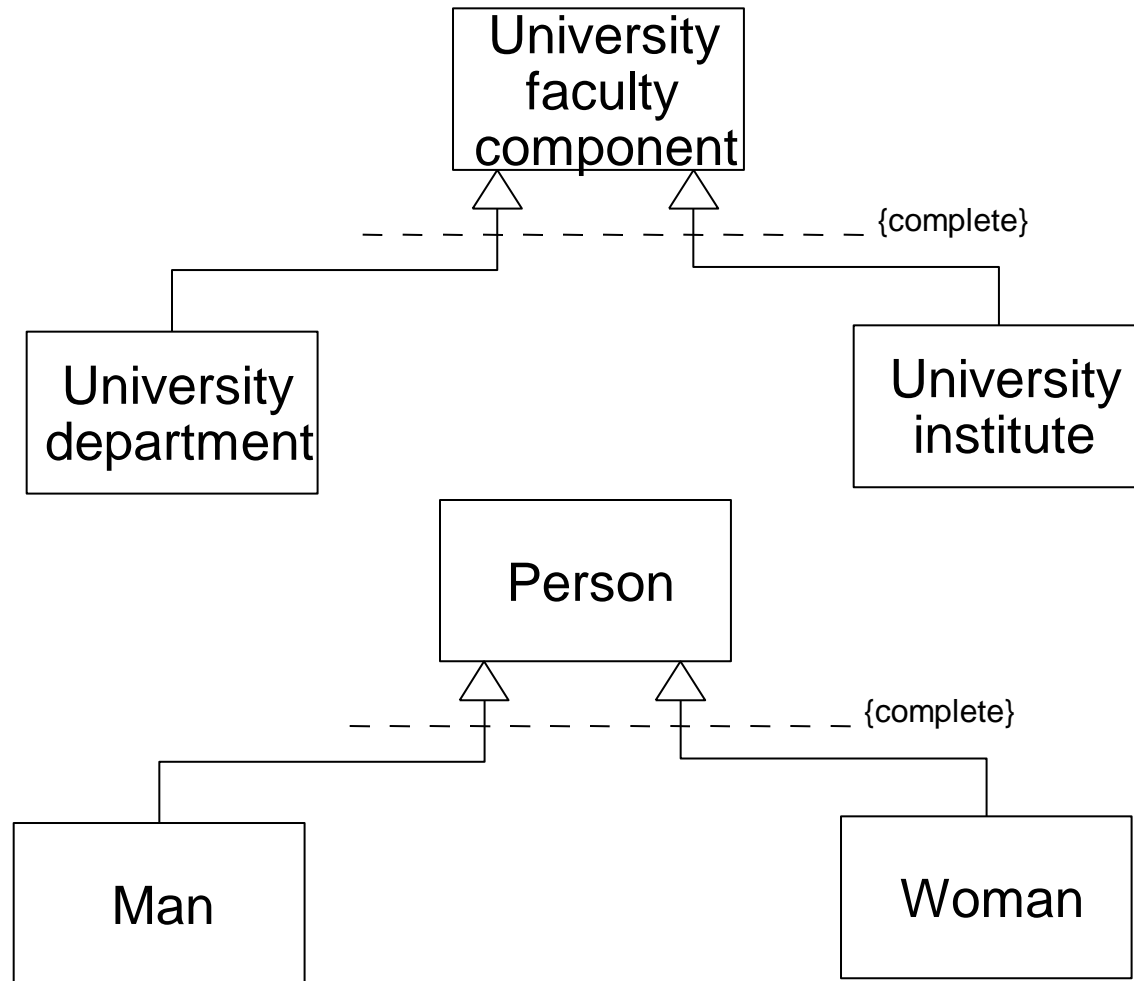 University
faculty
component
{complete}
University
department
University
institute
Person
{complete}
Man
Woman